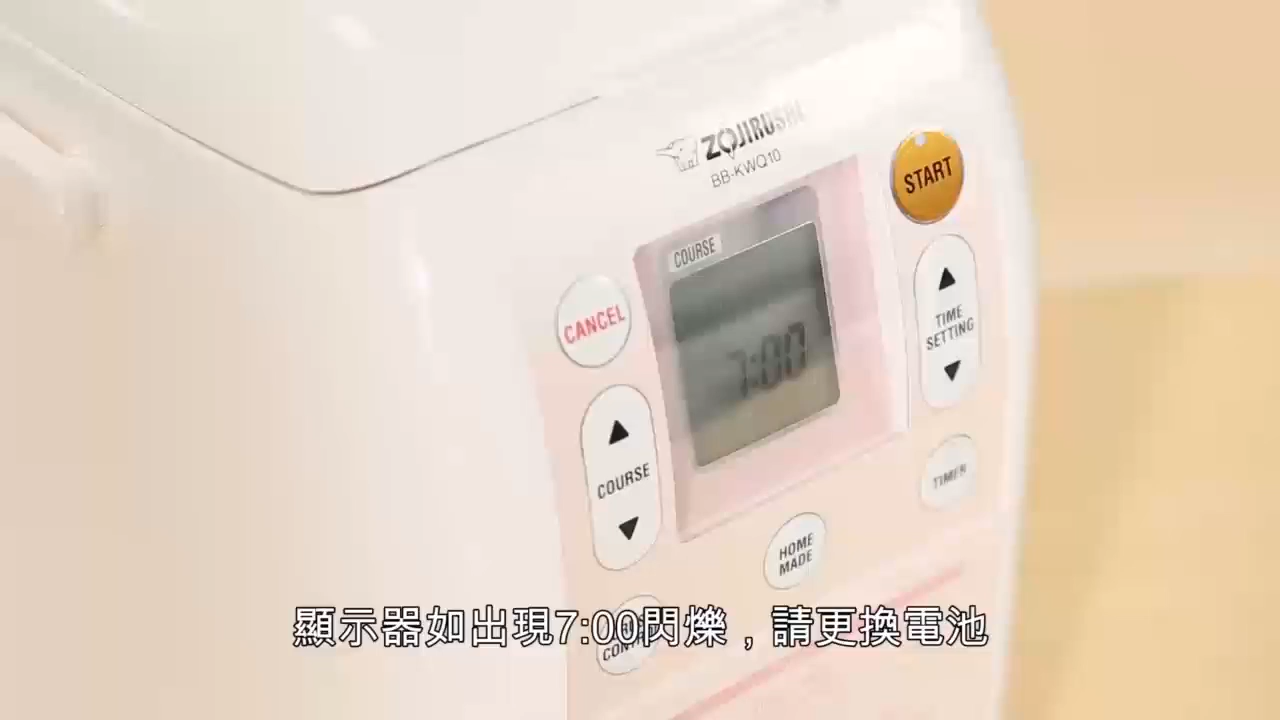 ZOJIRUSHI
BB-KWQ10
START
COURSE
7:00
CANCEL
▲
TIME
SETTING
▼
▲
COURSE
▼
TIMER
HOME
MADE
顯示器如出現7:00閃爍，請更換電池